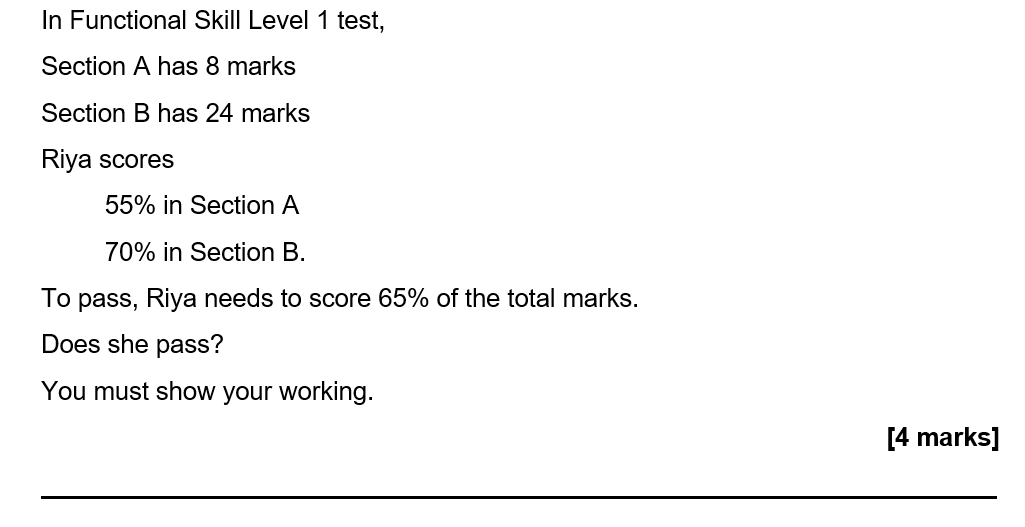 In Functional Skill Level 1 test,
Section A has 8 marks
Section B has 24 marks
Riya scores
55% in Section A
70% in Section B.
To pass, Riya needs to score 65% of the total marks.
Does she pass?
You must show your working.
[4 marks]